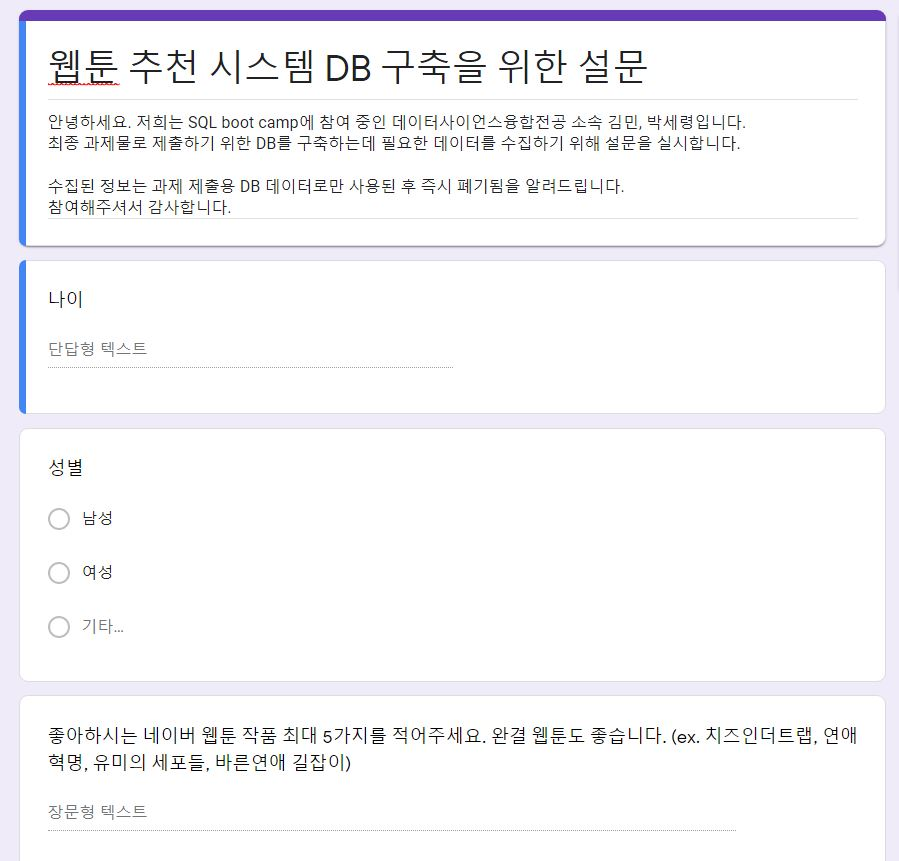 웹툰 추천 시스템 DB 구축을 위한 설문
안녕하세요. 저희는 SQL boot camp에 참여 중인 데이터사이언스융합전공 소속 김민, 박세령입니다.
최종 과제물로 제출하기 위한 DB를 구축하는데 필요한 데이터를 수집하기 위해 설문을 실시합니다.
수집된 정보는 과제 제출용 DB 데이터로만 사용된 후 즉시 폐기됨을 알려드립니다.
참여해주셔서 감사합니다.
나이
단답형 텍스트
성별
남성
여성
기타...
좋아하시는 네이버 웹툰 작품 최대 5가지를 적어주세요. 완결 웹툰도 좋습니다. (ex. 치즈인더트랩, 연애
혁명, 유미의 세포들, 바른연애 길잡이)
장문형 텍스트